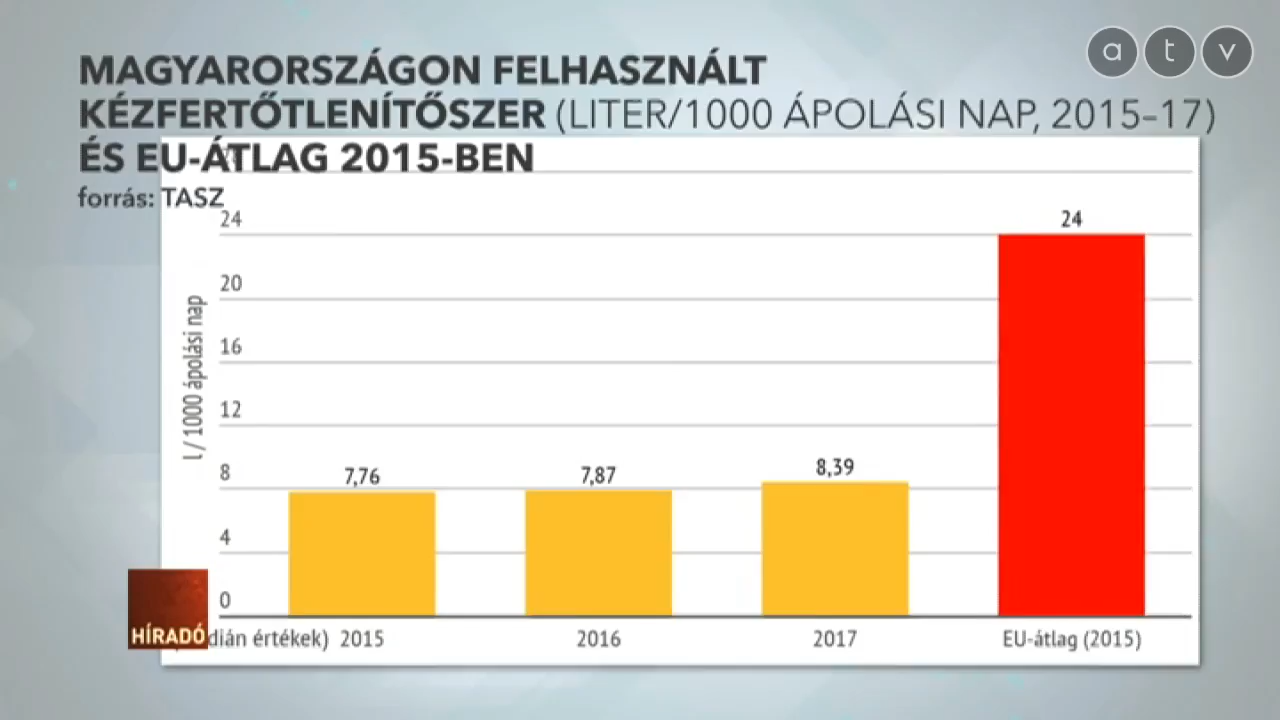 a t v
MAGYARORSZÁGON FELHASZNÁLT
KÉZFERTŐTLENÍTŐSZER (LITER/1000 ÁPOLÁSI NAP, 2015–17)
ÉS EU-ÁTLAG 2015-BEN
forrás: TASZ
24
24
20
16
12
8
4
0
l / 1000 ápolási nap
7,76
7,87
8,39
HÍRADÓ
dián értékek) 2015 2016 2017 EU-átlag (2015)